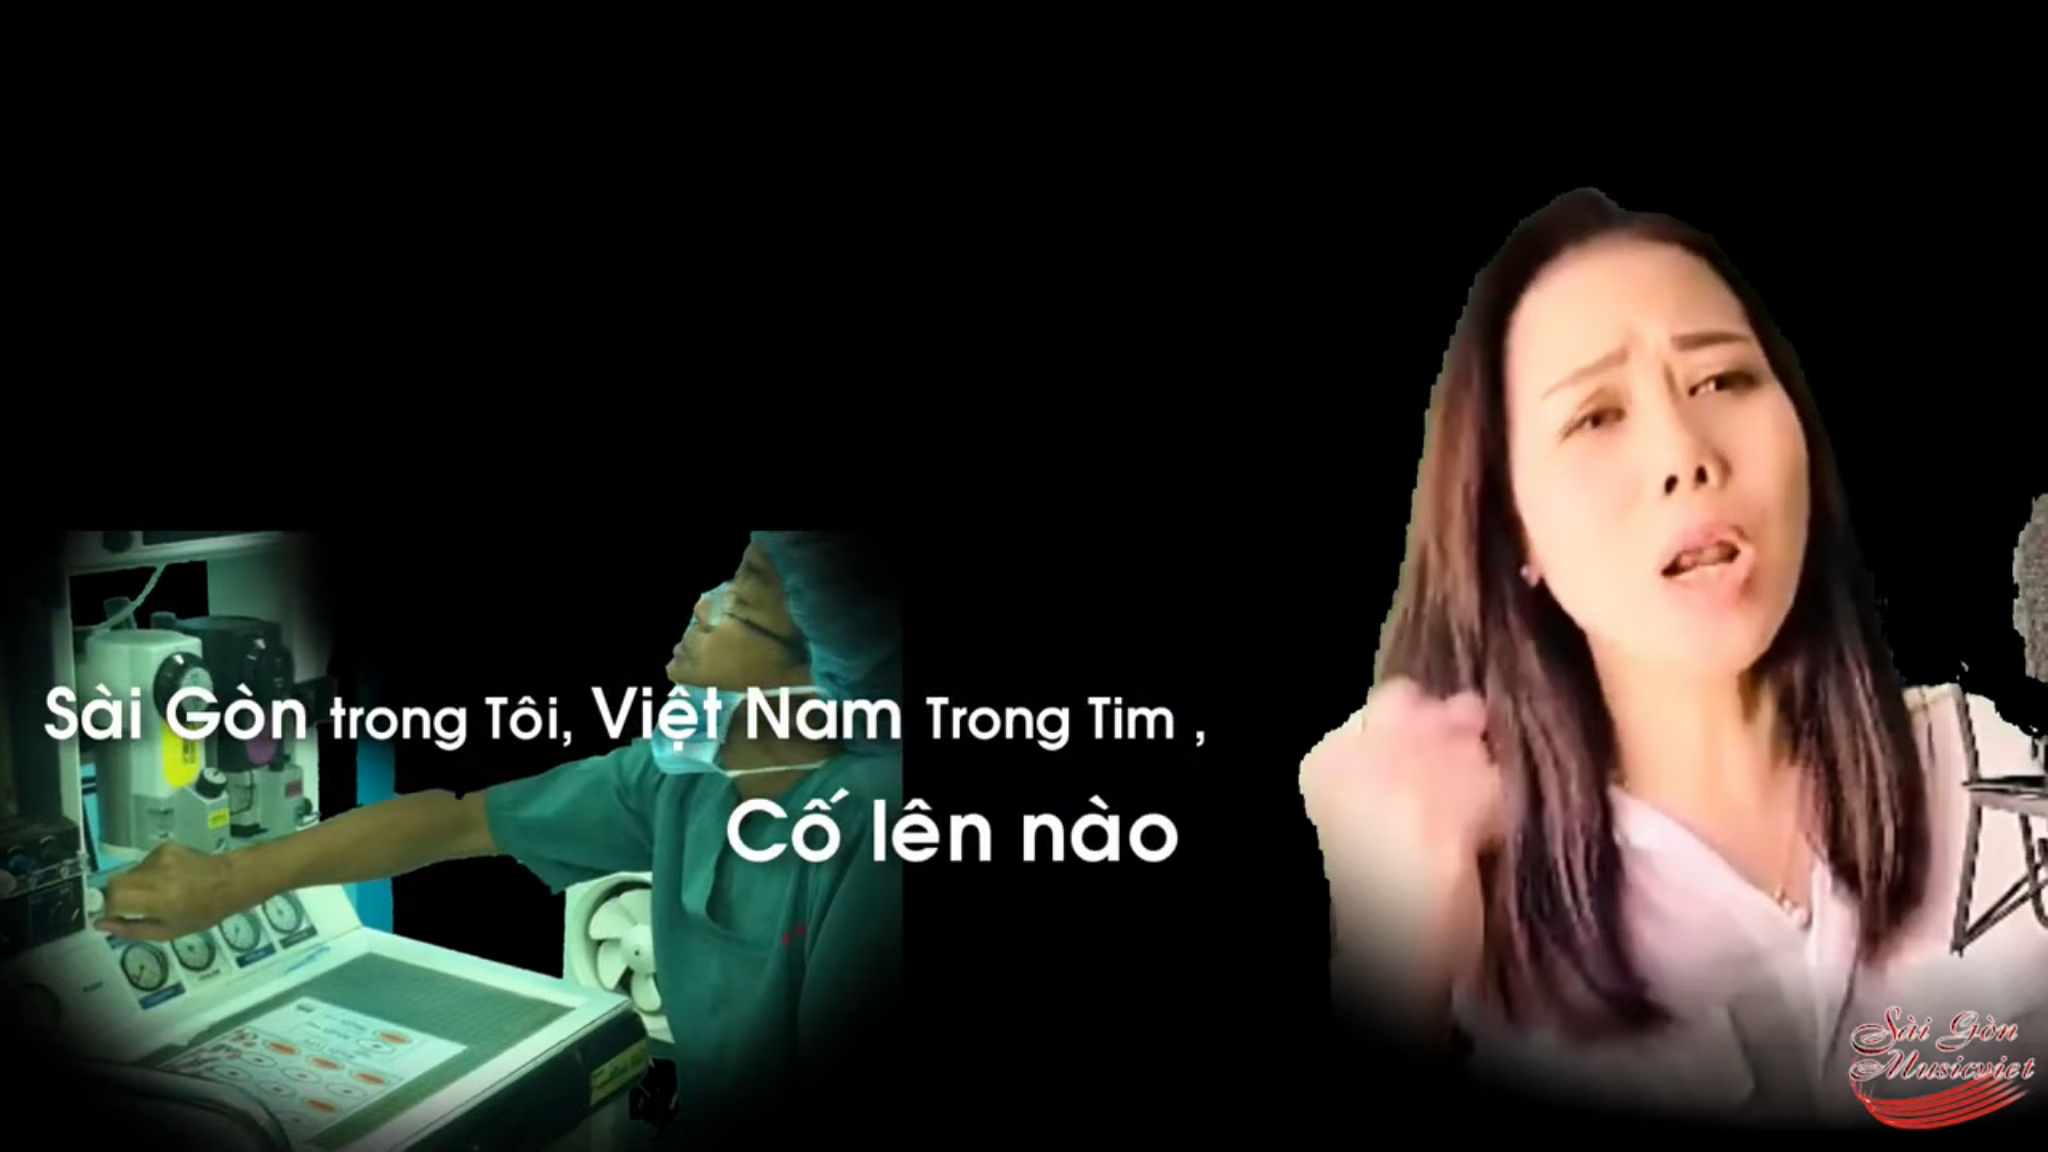 Sài Gòn trong Tôi, Việt Nam Trong Tim ,
Cố lên nào
Sài Gòn
Musicviet